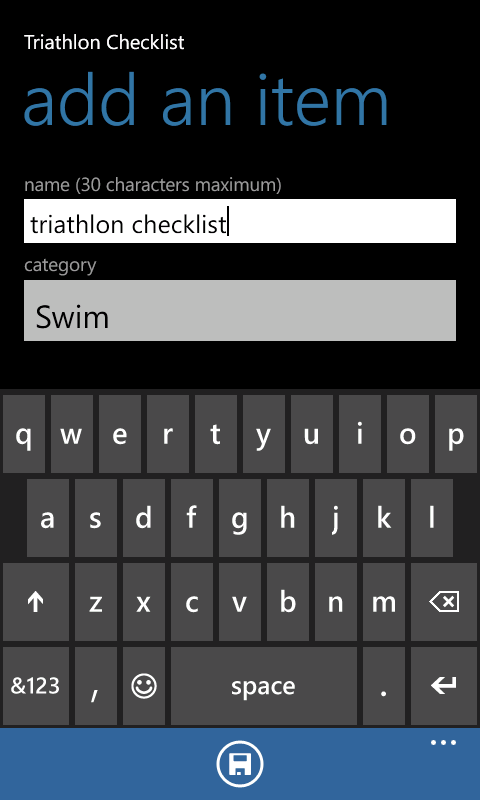 Triathlon Checklist
add an item
name (30 characters maximum)
triathlon checklist
category
Swim
q w e r t y u i o p
a s d f g h j k l
z x c v b n m
&123 , space .